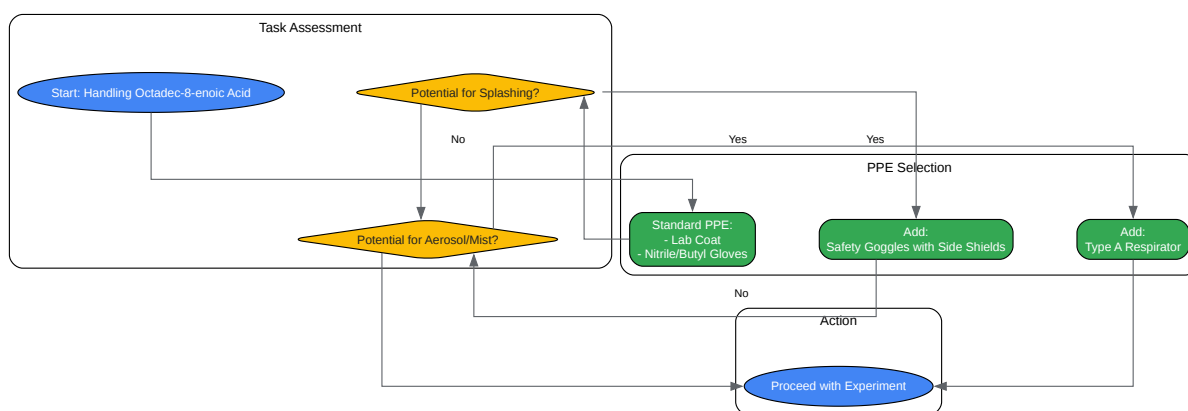 Task Assessment
Start: Handling Octadec-8-enoic Acid
Potential for Splashing?
No
Yes
Yes
PPE Selection
Standard PPE:
- Lab Coat
- Nitrile/Butyl Gloves
Add:
Safety Goggles with Side Shields
Add:
Type A Respirator
Potential for Aerosol/Mist?
No
Action
Proceed with Experiment